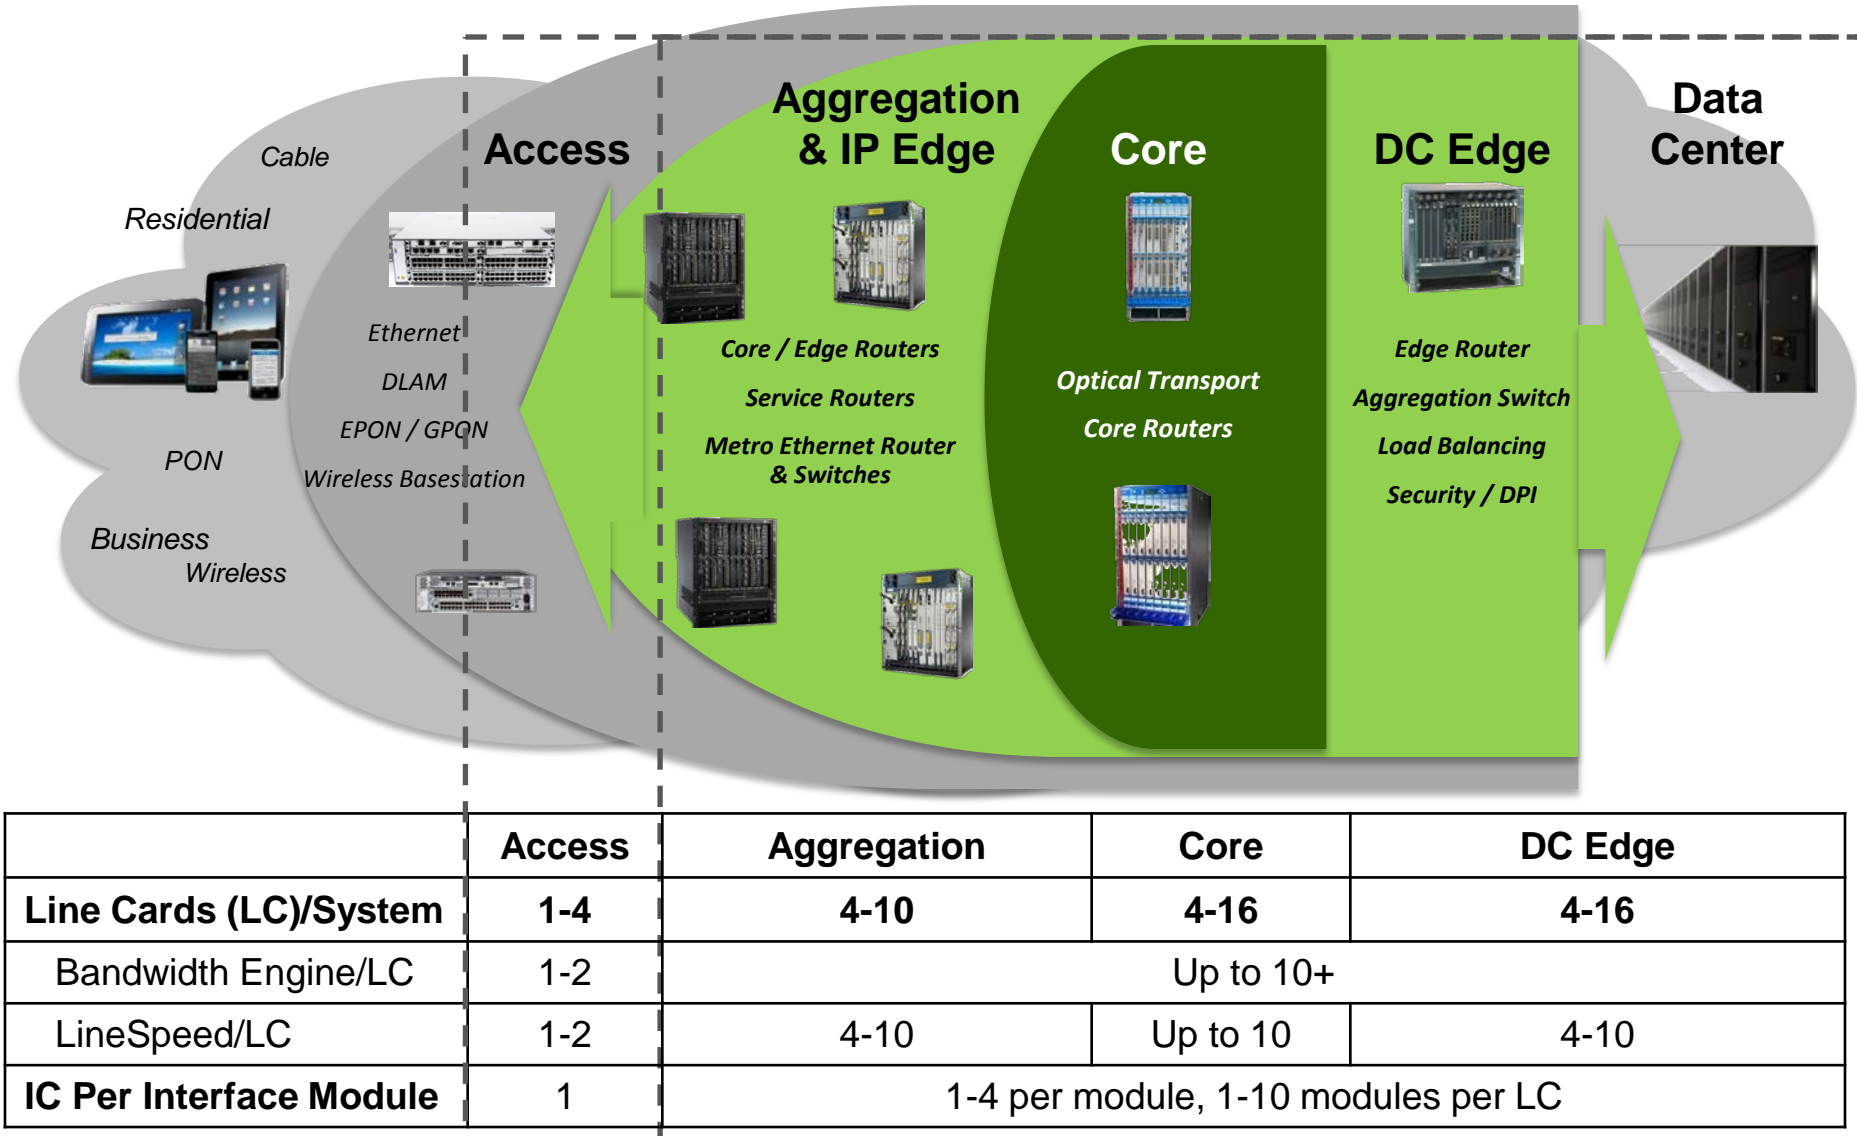 Cable
Residential
PON
Business
Wireless
Access
Ethernet
DLAM
EPON / GPON
Wireless Basestation
Aggregation
& IP Edge
Core / Edge Routers
Service Routers
Metro Ethernet Router
& Switches
Core
Optical Transport
Core Routers
DC Edge
Edge Router
Aggregation Switch
Load Balancing
Security / DPI
Data
Center
Access Aggregation Core DC Edge
Line Cards (LC)/System 1-4 4-10 4-16 4-16
Bandwidth Engine/LC 1-2 Up to 10+
LineSpeed/LC 1-2 4-10 Up to 10 4-10
IC Per Interface Module 1 1-4 per module, 1-10 modules per LC